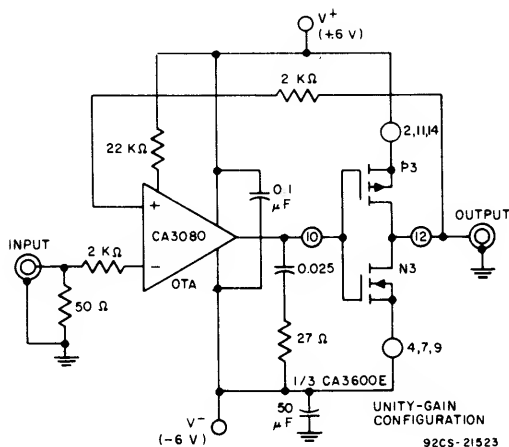 V+
(+6 V)
2 KΩ
2,11,14
22 KΩ
P3
0.1
μF
+
INPUT
CA3080
10
12
OUTPUT
2 KΩ
−
OTA
0.025
N3
50
Ω
27
Ω
4,7,9
1/3 CA3600E
V−
(−6 V)
50
μF
UNITY-GAIN
CONFIGURATION
92CS-21523